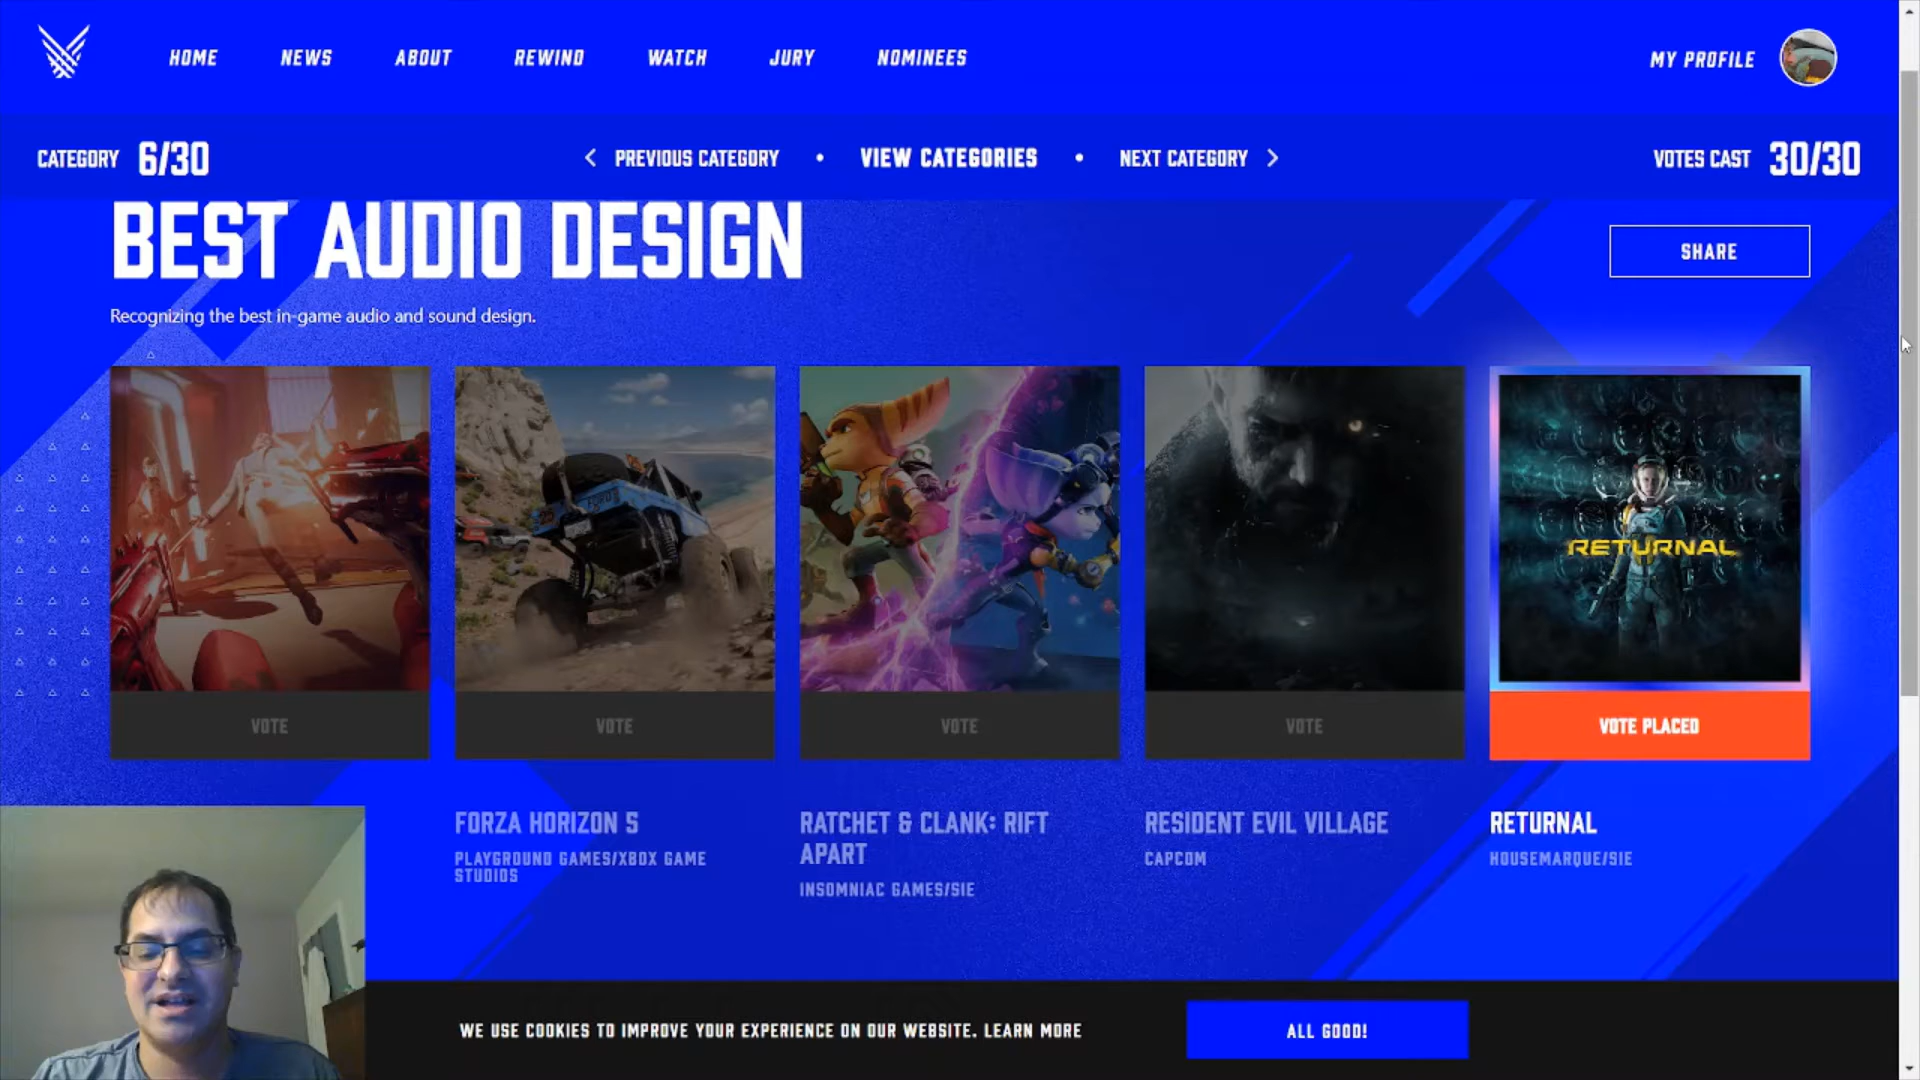 HOME NEWS ABOUT REWIND WATCH JURY NOMINEES MY PROFILE
CATEGORY 6/30 PREVIOUS CATEGORY • VIEW CATEGORIES • NEXT CATEGORY VOTES CAST 30/30
BEST AUDIO DESIGN
SHARE
Recognizing the best in-game audio and sound design.
RETURNAL
VOTE VOTE VOTE VOTE VOTE PLACED
FORZA HORIZON 5
PLAYGROUND GAMES/XBOX GAME
STUDIOS
RATCHET & CLANK: RIFT
APART
INSOMNIAC GAMES/SIE
RESIDENT EVIL VILLAGE
CAPCOM
RETURNAL
HOUSEMARQUE/SIE
WE USE COOKIES TO IMPROVE YOUR EXPERIENCE ON OUR WEBSITE. LEARN MORE
ALL GOOD!